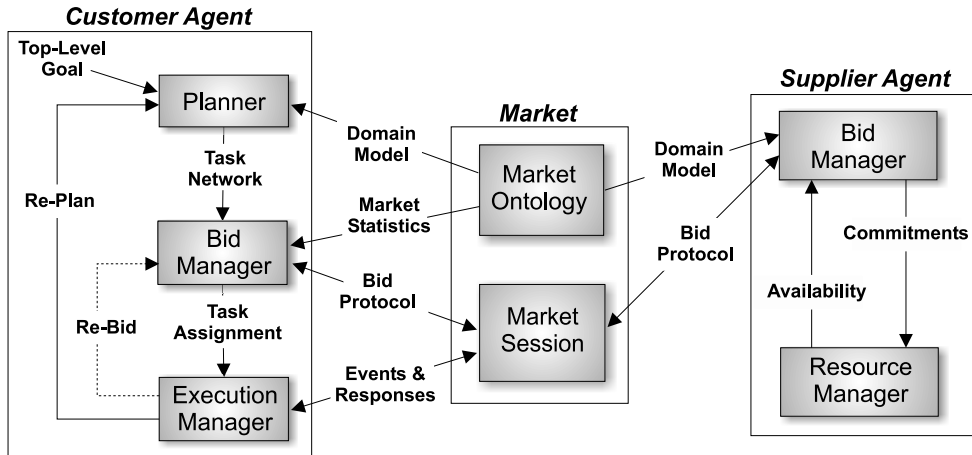 Customer Agent
Top-Level
Goal
Planner
Task
Network
Re-Plan
Bid
Manager
Re-Bid
Task
Assignment
Execution
Manager
Domain
Model
Market
Statistics
Bid
Protocol
Events &
Responses
Market
Market
Ontology
Market
Session
Domain
Model
Bid
Protocol
Supplier Agent
Bid
Manager
Commitments
Availability
Resource
Manager